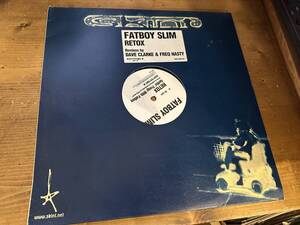 SKINT
FATBOY SLIM
RETOX
Remixes by
DAVE CLARKE & FREQ NASTY
RETOX
FATBOY SLIM
www.skint.net